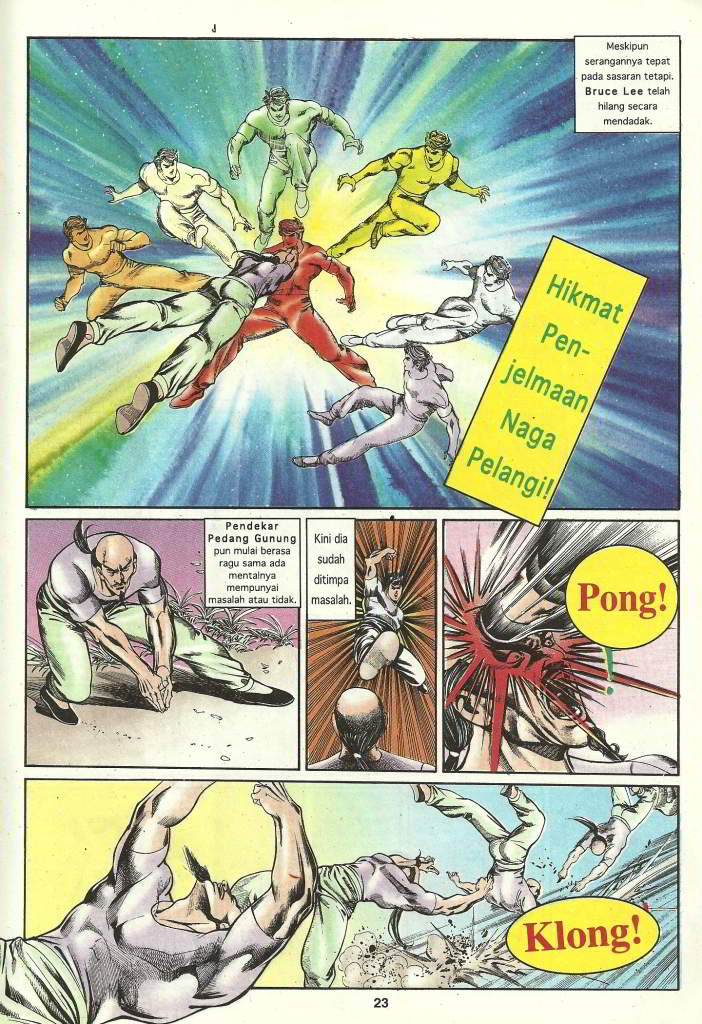 Meskipun
serangannya tepat
pada sasaran tetapi.
Bruce Lee telah
hilang secara
mendadak.
Hikmat
Pen-
jelmaan
Naga
Pelangi!
Pendekar
Pedang Gunung
pun mulai berasa
ragu sama ada
mentalnya
mempunyai
masalah atau tidak.
Kini dia
sudah
ditimpa
masalah.
Pong!
Klong!
23